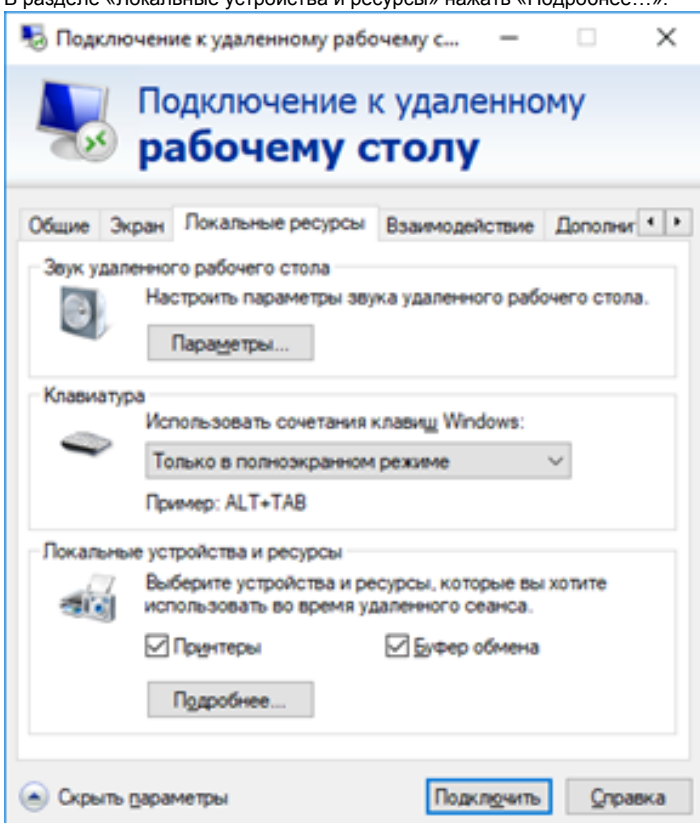 В разделе «Локальные устройства и ресурсы» нажать «Подробнее…».
Подключение к удаленному рабочему с...
Подключение к удаленному
рабочему столу
Общие Экран Локальные ресурсы Взаимодействие Дополнит
Звук удаленного рабочего стола
Настроить параметры звука удаленного рабочего стола.
Параметры...
Клавиатура
Использовать сочетания клавиш Windows:
Только в полноэкранном режиме
Пример: ALT+TAB
Локальные устройства и ресурсы
Выберите устройства и ресурсы, которые вы хотите
использовать во время удаленного сеанса.
Принтеры Буфер обмена
Подробнее...
Скрыть параметры Подключить Справка